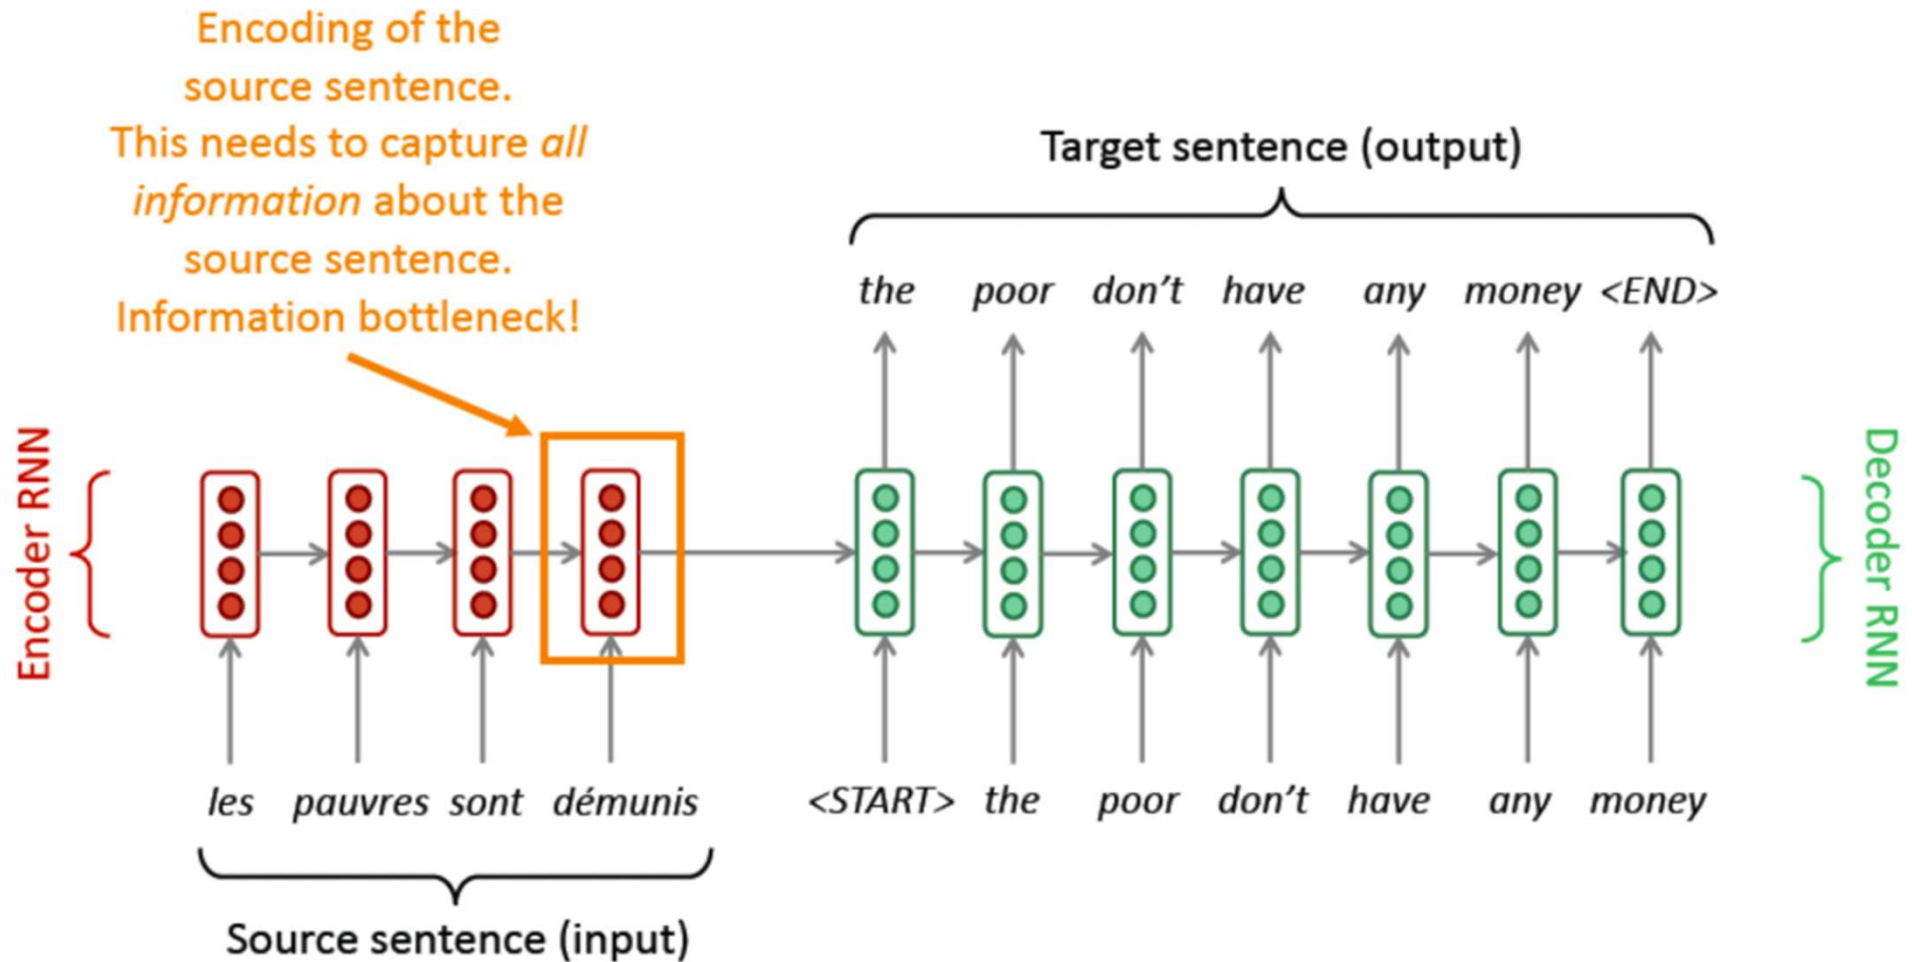 Encoding of the
source sentence.
This needs to capture all
information about the
source sentence.
Information bottleneck!
Target sentence (output)
the poor don't have any money <END>
Encoder RNN
Decoder RNN
les pauvres sont démunis
<START> the poor don't have any money
Source sentence (input)